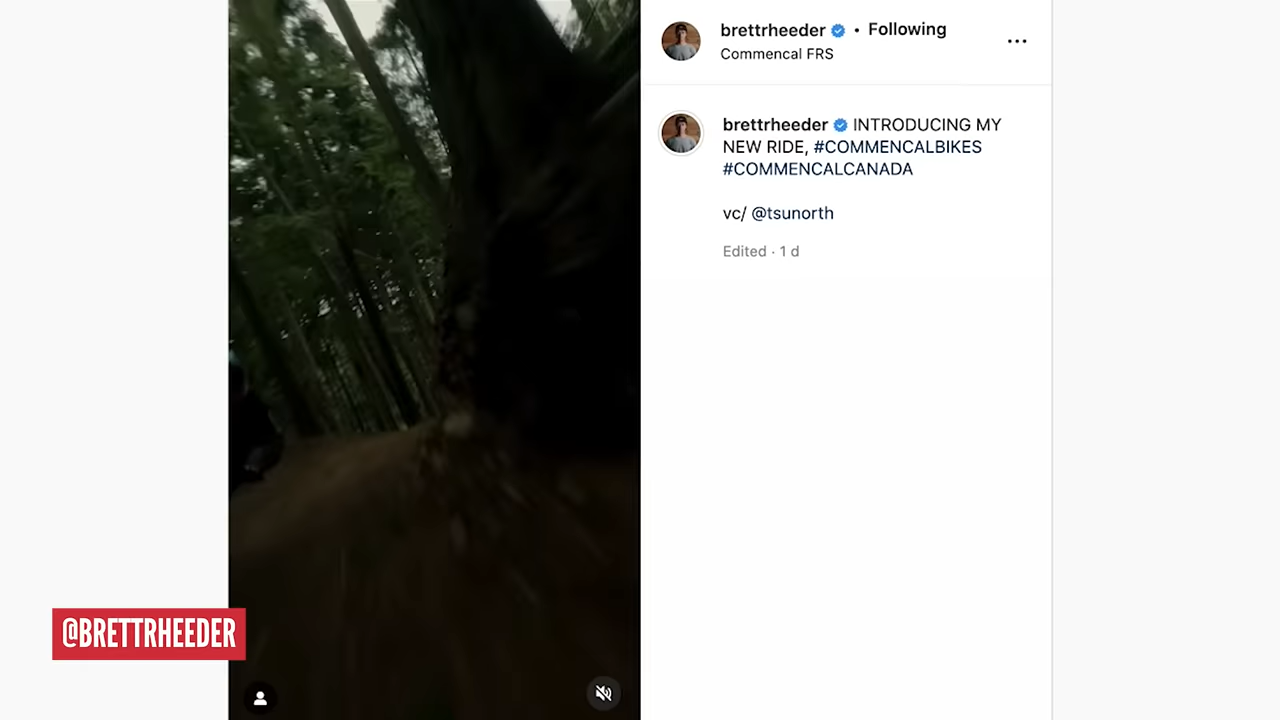 brettrheeder • Following
Commencal FRS
brettrheeder INTRODUCING MY
NEW RIDE, #COMMENCALBIKES
#COMMENCALCANADA
vc/ @tsunorth
Edited · 1 d
@BRETTRHEEDER